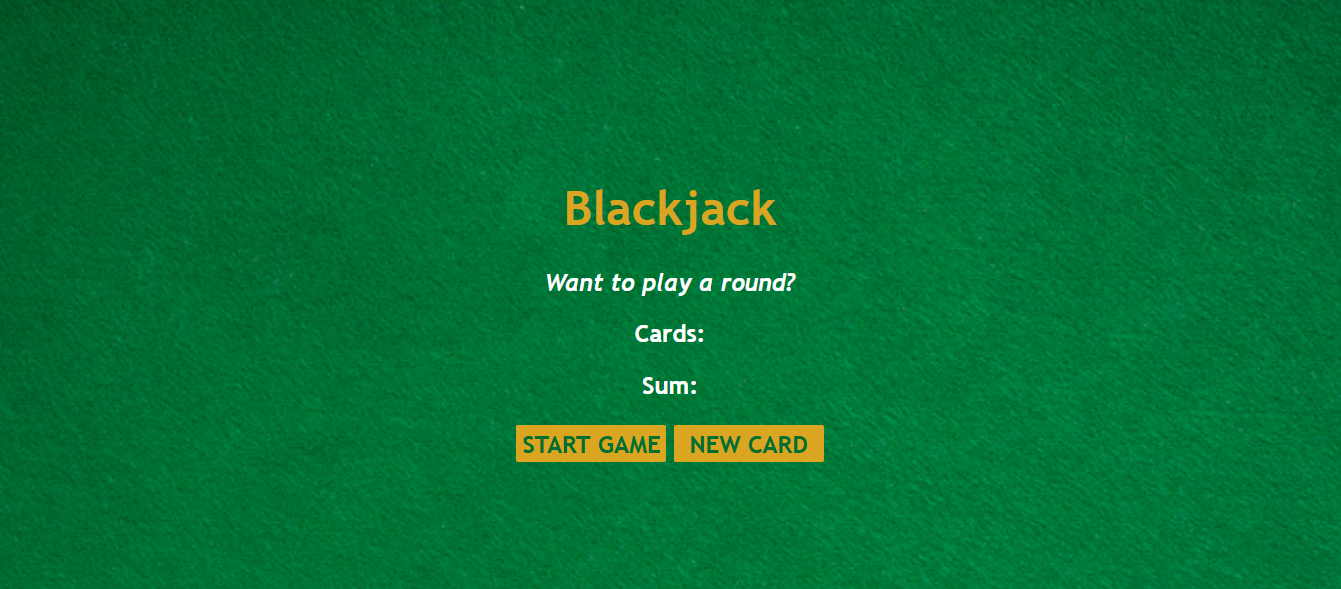 Blackjack
Want to play a round?
Cards:
Sum:
START GAME NEW CARD